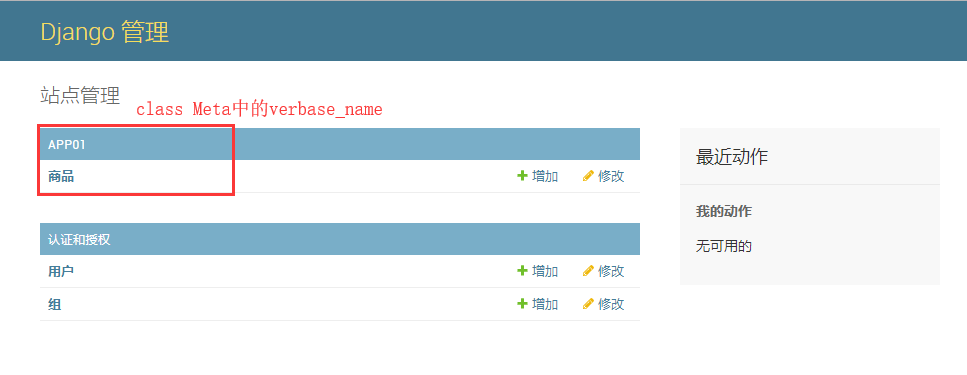 Django 管理
站点管理
class Meta中的verbase_name
APP01
商品 增加 修改
认证和授权
用户 增加 修改
组 增加 修改
最近动作
我的动作
无可用的